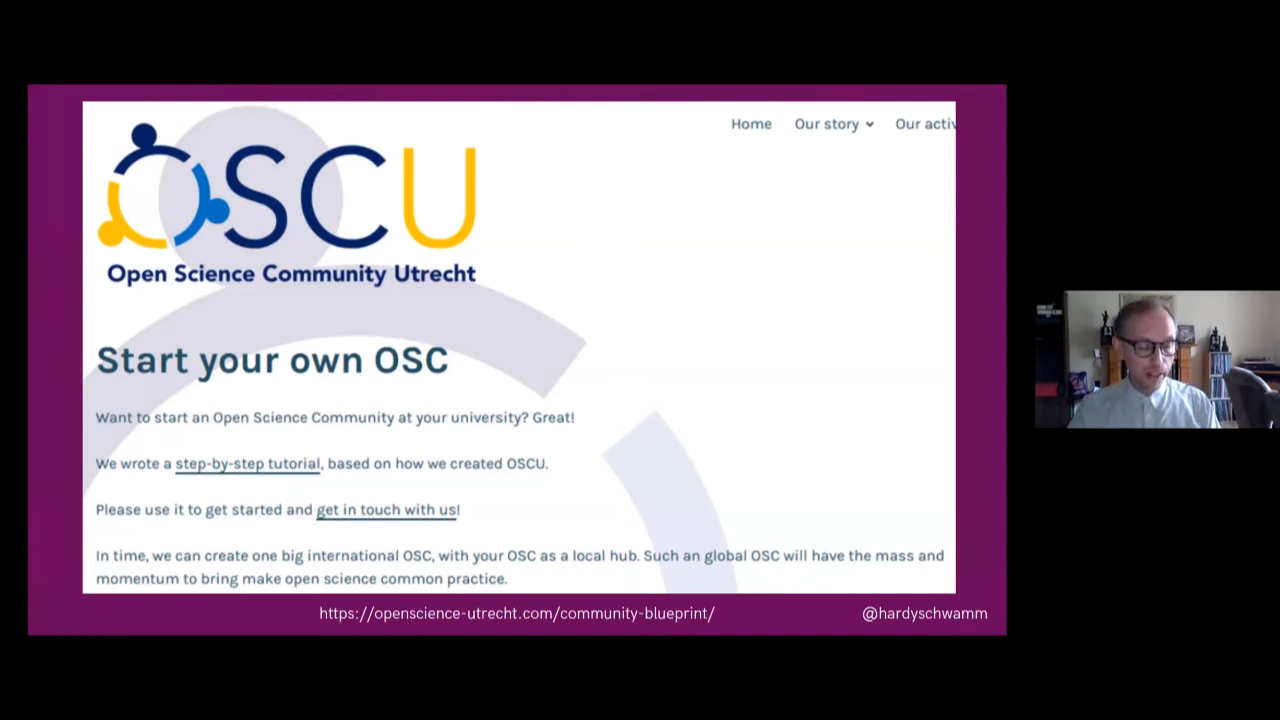 Home Our story Our activ
OSCU
Open Science Community Utrecht
Start your own OSC
Want to start an Open Science Community at your university? Great!
We wrote a step-by-step tutorial, based on how we created OSCU.
Please use it to get started and get in touch with us!
In time, we can create one big international OSC, with your OSC as a local hub. Such an global OSC will have the mass and
momentum to bring make open science common practice.
https://openscience-utrecht.com/community-blueprint/ @hardyschwamm